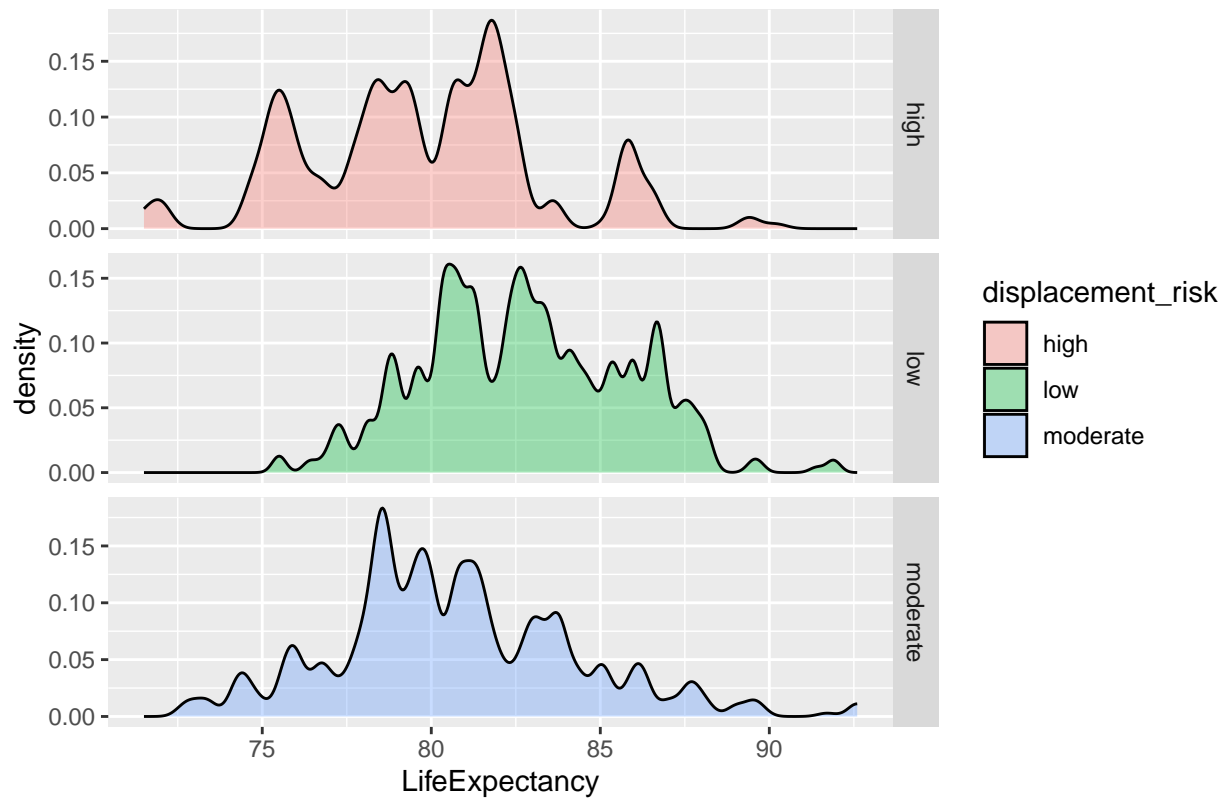 0.15
0.10
0.05
0.00
high
0.15
0.10
0.05
0.00
low
0.15
0.10
0.05
0.00
moderate
75 80 85 90
LifeExpectancy
density
displacement_risk
high
low
moderate